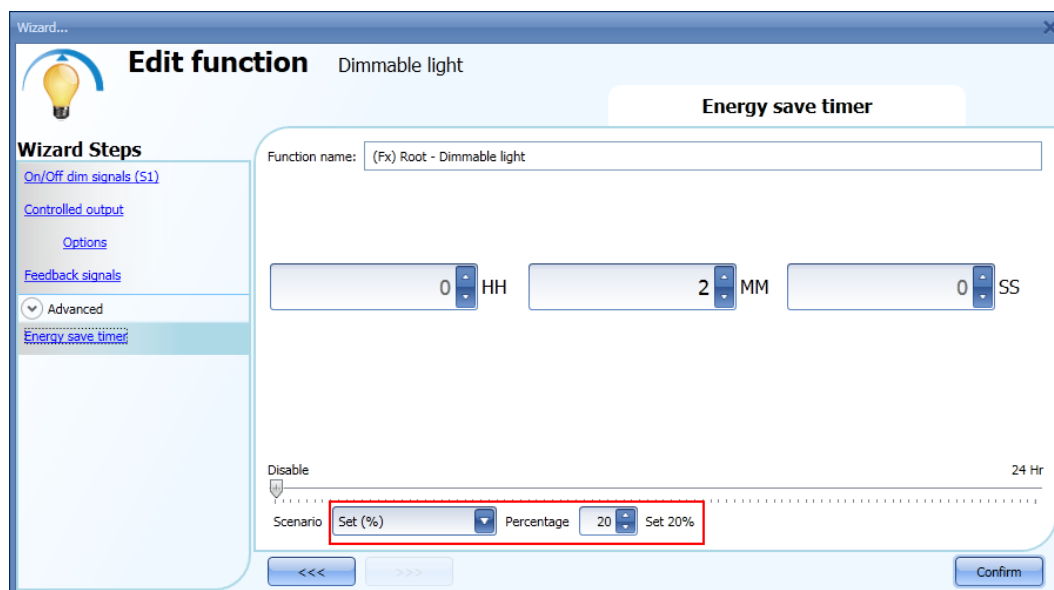 Wizard...
Edit function Dimmable light
Energy save timer
Wizard Steps
On/Off dim signals (S1)
Controlled output
Options
Feedback signals
Advanced
Energy save timer
Function name: (Fx) Root - Dimmable light
0 HH 2 MM 0 SS
Disable 24 Hr
Scenario Set (%) Percentage 20 Set 20%
<<< >>> Confirm